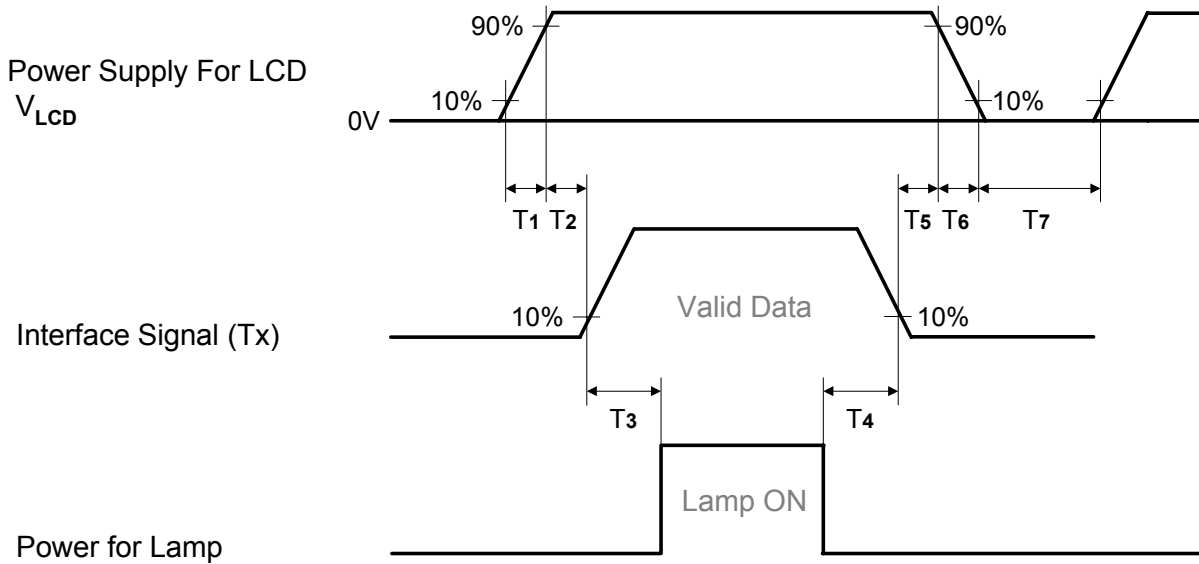 90%
90%
Power Supply For LCD
VLCD
10%
10%
0V
T1 T2
T5 T6 T7
Valid Data
10%
10%
Interface Signal (Tx)
T3
T4
Lamp ON
Power for Lamp